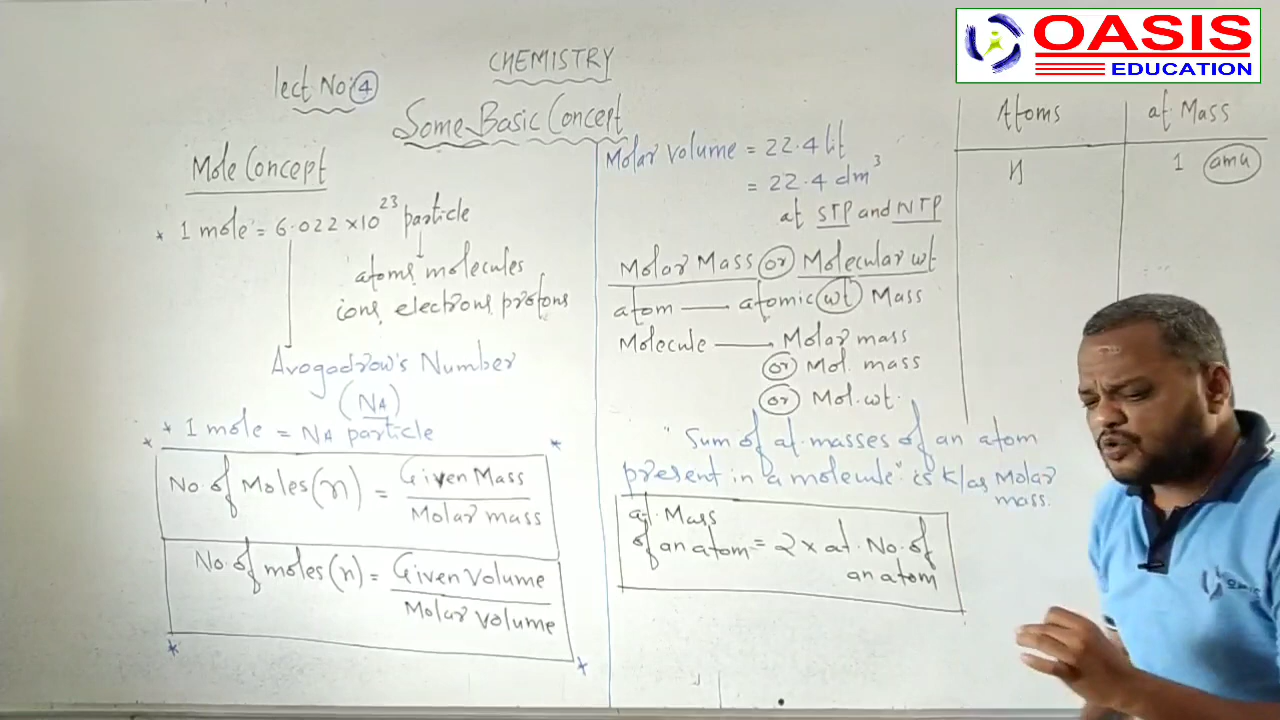 OASIS
EDUCATION
CHEMISTRY
lect No:④
Some Basic Concept
Mole Concept
* 1 mole = 6.022 ×10²³ particle
atoms, molecules
ions, electrons, protons
Avogadrow's Number
(NA)
* 1 mole = NA particle
No. of Moles (n) = Given Mass
Molar mass
No. of moles (n) = Given Volume
Molar volume
Molar volume = 22.4 lit
= 22.4 dm³
at STP and NTP
Molar Mass or Molecular wt
atom — atomic wt Mass
Molecule — Molar mass
or Mol. mass
or Mol. wt.
"Sum of at. masses of an atom
present in a molecule" is K/as Molar
mass.
at. Mass
of an atom = 2 × at. No. of
an atom
Atoms at. Mass
H 1 amu